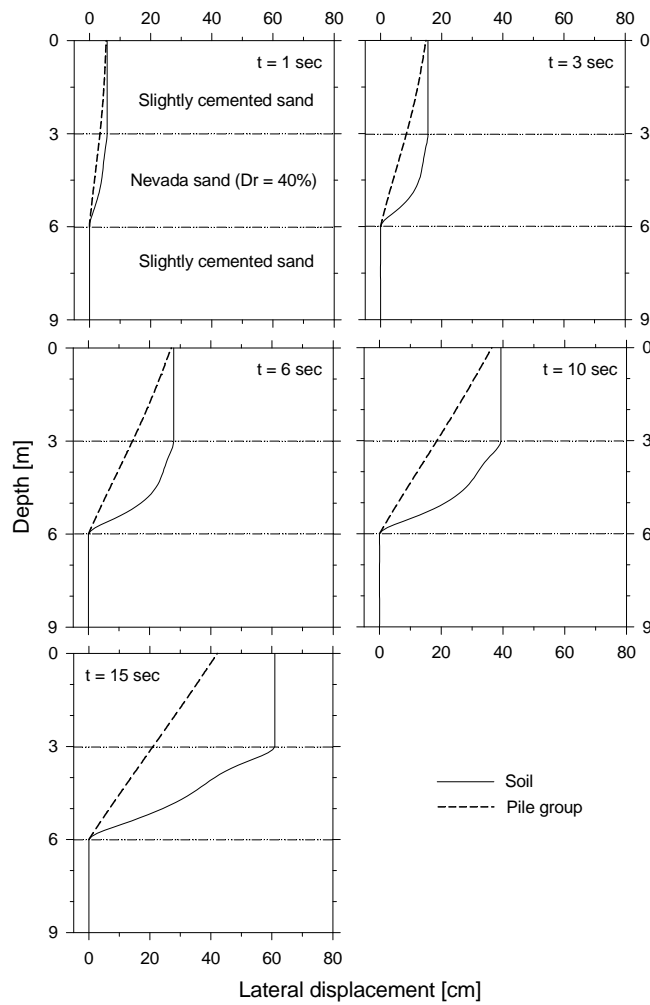 0 20 40 60 80
0 20 40 60 80
0
t = 1 sec
Slightly cemented sand
3
Nevada sand (Dr = 40%)
6
Slightly cemented sand
9
t = 3 sec
0
3
6
9
0
t = 6 sec
3
6
9
t = 10 sec
0
3
6
9
Depth [m]
0 20 40 60 80
0
t = 15 sec
3
6
9
0 20 40 60 80
Soil
Pile group
Lateral displacement [cm]